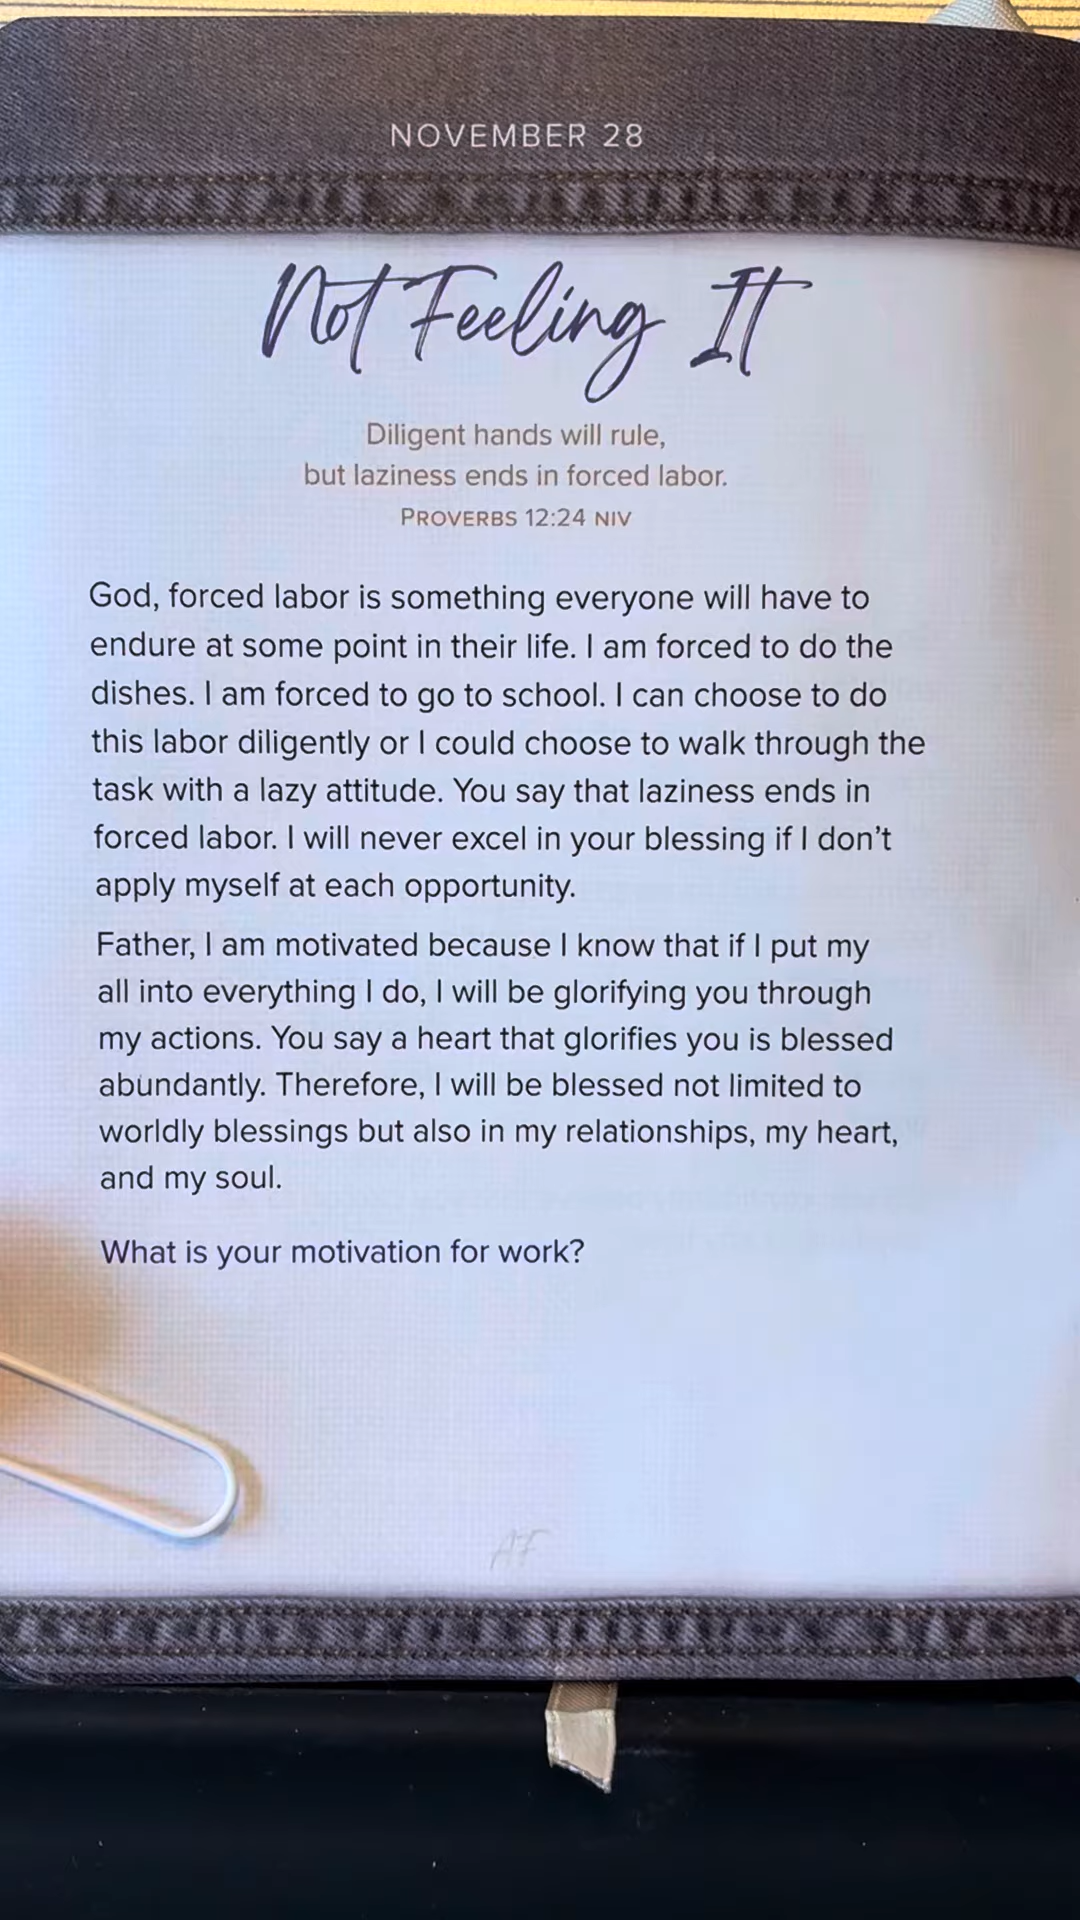 NOVEMBER 28
Not Feeling It
Diligent hands will rule,
but laziness ends in forced labor.
PROVERBS 12:24 NIV
God, forced labor is something everyone will have to
endure at some point in their life. I am forced to do the
dishes. I am forced to go to school. I can choose to do
this labor diligently or I could choose to walk through the
task with a lazy attitude. You say that laziness ends in
forced labor. I will never excel in your blessing if I don’t
apply myself at each opportunity.
Father, I am motivated because I know that if I put my
all into everything I do, I will be glorifying you through
my actions. You say a heart that glorifies you is blessed
abundantly. Therefore, I will be blessed not limited to
worldly blessings but also in my relationships, my heart,
and my soul.
What is your motivation for work?
AF